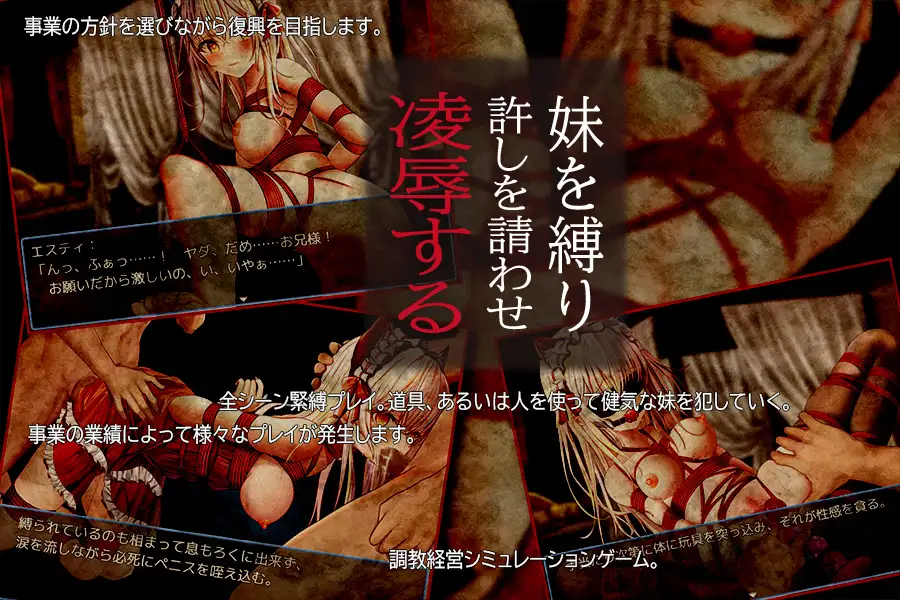 事業の方針を選びながら復興を目指します。
妹を縛り
許しを請わせ
凌辱する
エスティ：
「んっ、ふぁっ……！　ヤダ、だめ……お兄様！
お願いだから激しいの、い、いやぁ……」
全シーン緊縛プレイ。道具、あるいは人を使って健気な妹を犯していく。
事業の業績によって様々なプレイが発生します。
縛られているのも相まって息もろくに出来ず、
涙を流しながら必死にペニスを咥え込む。
次第に体に玩具を突っ込み、それが性感を貪る。
調教経営シミュレーションゲーム。